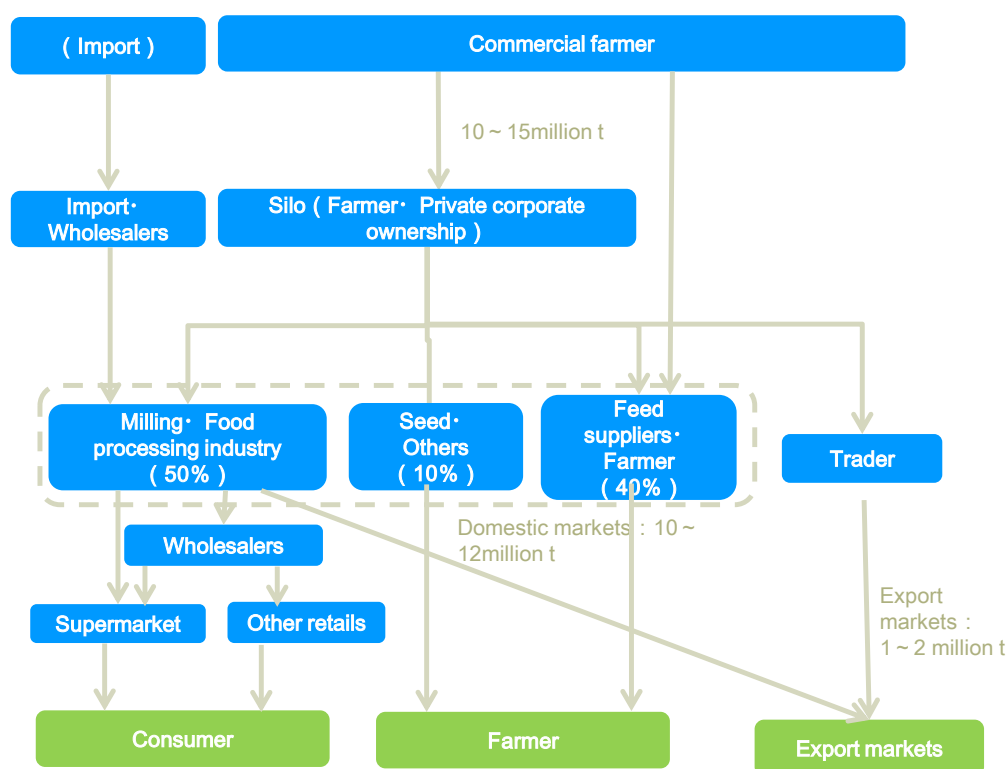 ( Import )
Commercial farmer
10 ~ 15million t
Import・
Wholesalers
Silo ( Farmer・ Private corporate
ownership )
Milling・ Food
processing industry
( 50% )
Seed・
Others
( 10% )
Feed
suppliers・
Farmer
( 40% )
Trader
Domestic markets : 10 ~
12million t
Wholesalers
Supermarket
Other retails
Export
markets :
1 ~ 2 million t
Consumer
Farmer
Export markets